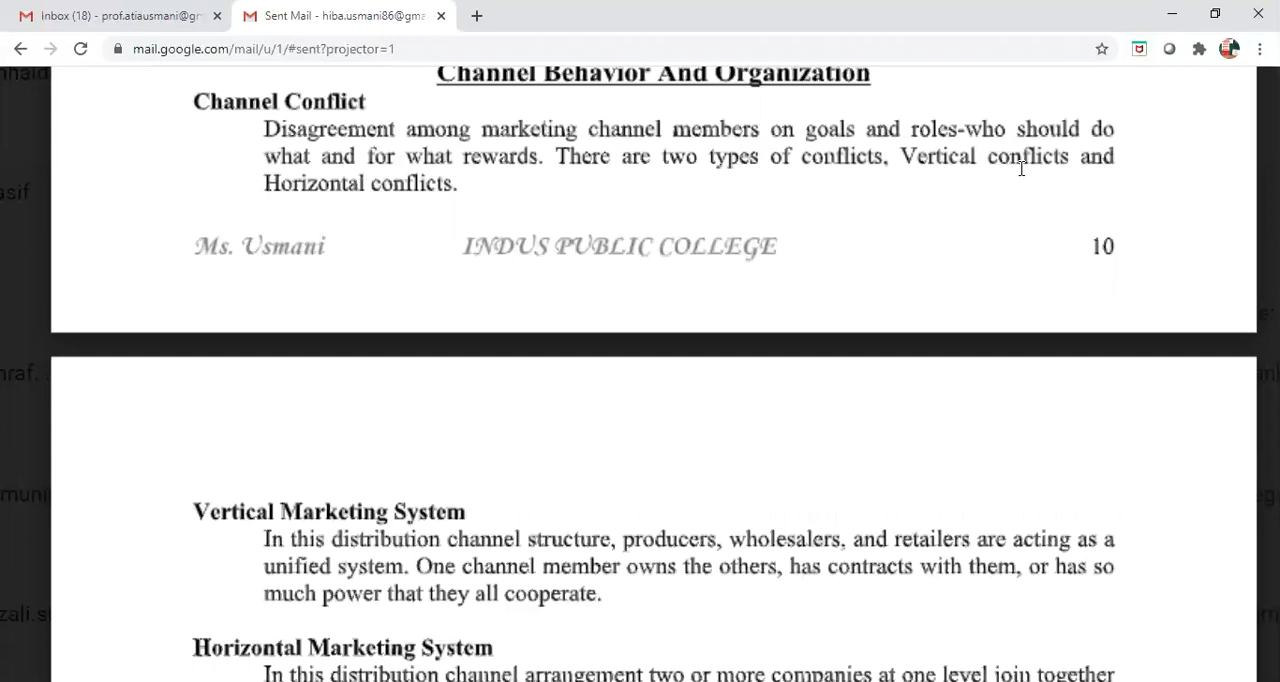 Inbox (18) - prof.atiausmani@gr
Sent Mail - hiba.usmani86@gma
mail.google.com/mail/u/1/#sent?projector=1
Channel Behavior And Organization
Channel Conflict
Disagreement among marketing channel members on goals and roles-who should do
what and for what rewards. There are two types of conflicts, Vertical conflicts and
Horizontal conflicts.
Ms. Usmani INDUS PUBLIC COLLEGE 10
Vertical Marketing System
In this distribution channel structure, producers, wholesalers, and retailers are acting as a
unified system. One channel member owns the others, has contracts with them, or has so
much power that they all cooperate.
Horizontal Marketing System
In this distribution channel arrangement two or more companies at one level join together